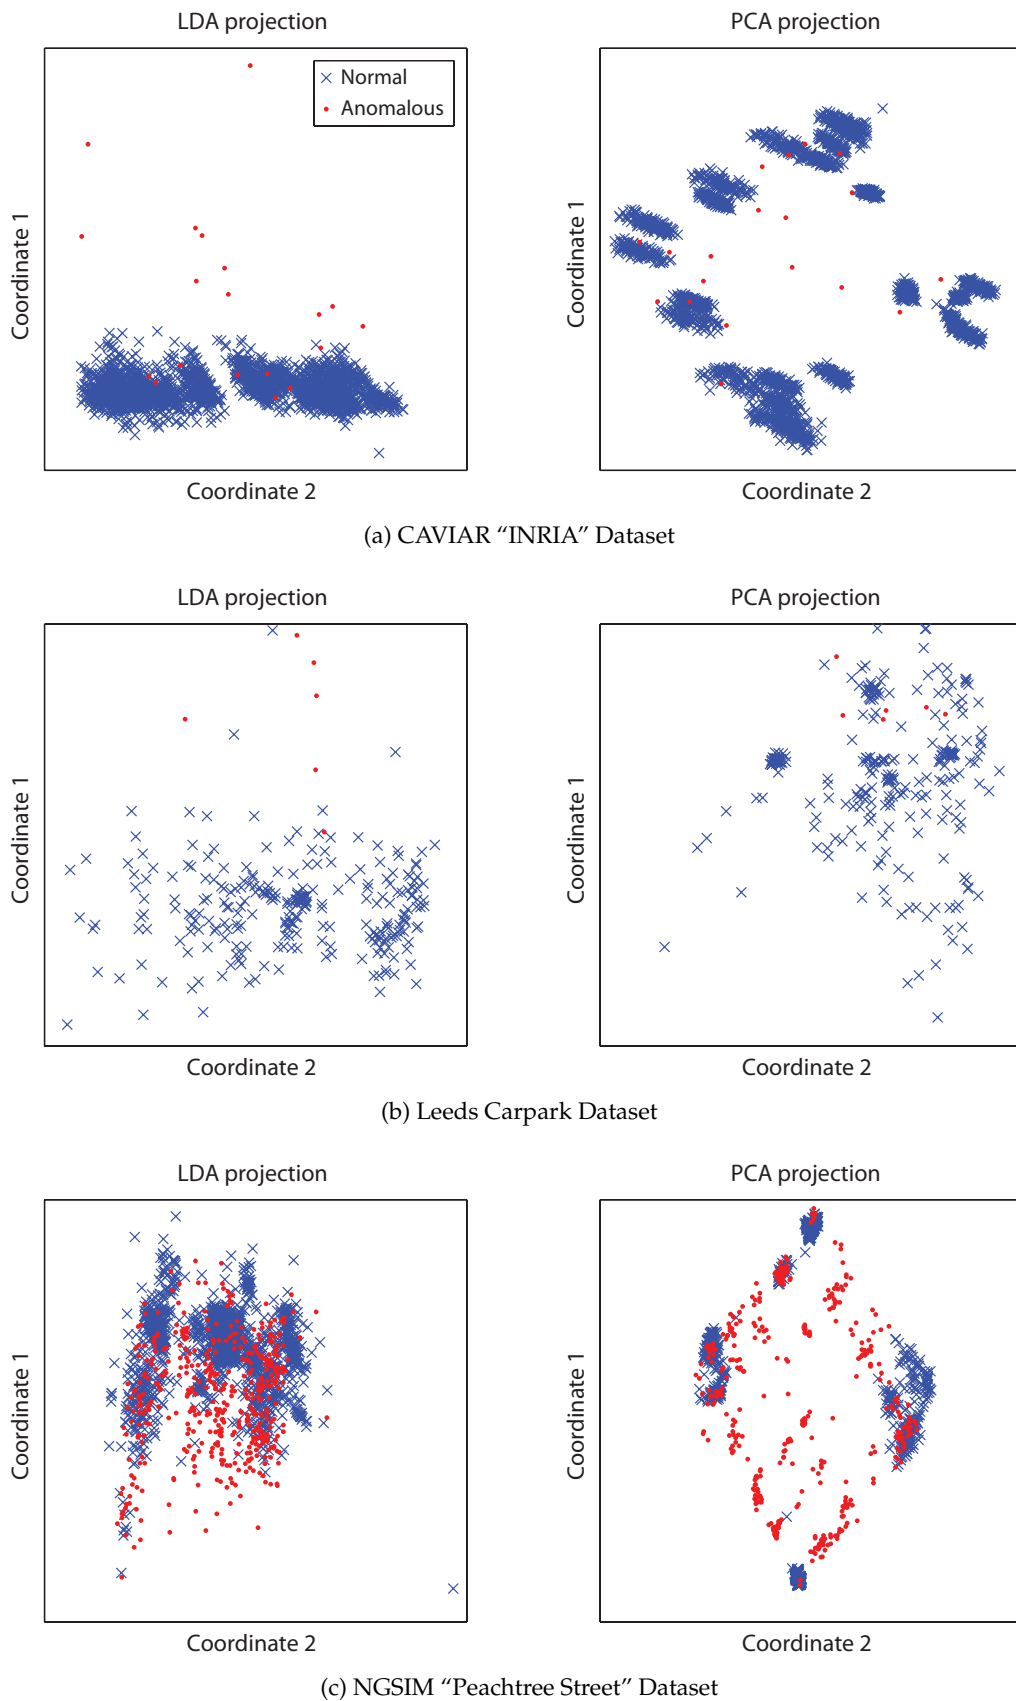 LDA projection
PCA projection
Normal
Anomalous
Coordinate 1
Coordinate 2
Coordinate 1
Coordinate 2
(a) CAVIAR “INRIA” Dataset
LDA projection
PCA projection
Coordinate 1
Coordinate 2
Coordinate 1
Coordinate 2
(b) Leeds Carpark Dataset
LDA projection
PCA projection
Coordinate 1
Coordinate 2
Coordinate 1
Coordinate 2
(c) NGSIM “Peachtree Street” Dataset